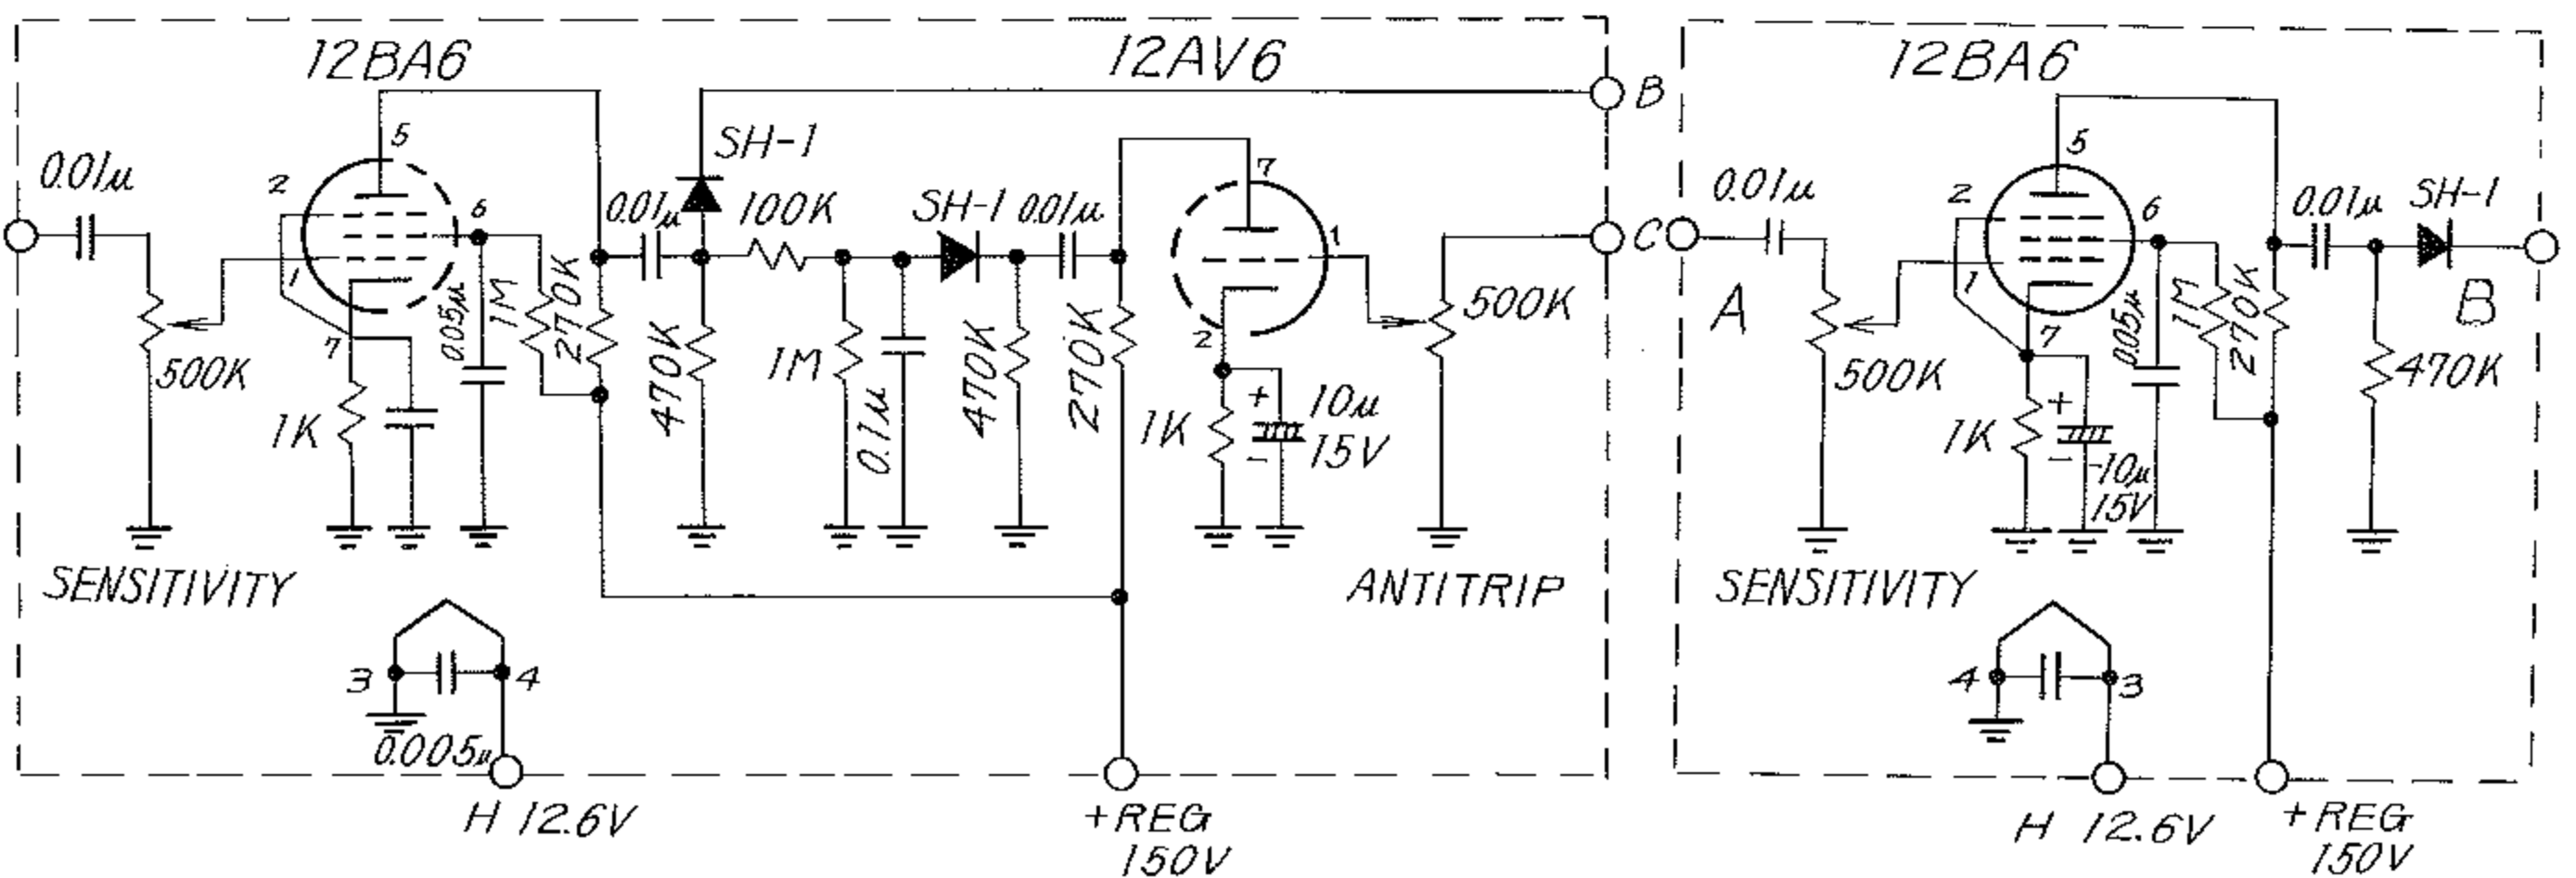 12BA6
12AV6
B
5
SH-1
7
0.01µ
2
6
0.01µ
100K
SH-1
0.01µ
1
C
1
500K
7
0.05µ
1M
270K
470K
1M
0.1µ
470K
270K
2
500K
1K
1K
+
-
10µ
15V
SENSITIVITY
ANTITRIP
3
4
0.005µ
H 12.6V
+REG
150V
12BA6
5
0.01µ
2
6
0.01µ
SH-1
A
1
B
7
0.05µ
1M
270K
500K
470K
1K
+
-
10µ
15V
SENSITIVITY
4
3
H 12.6V
+REG
150V